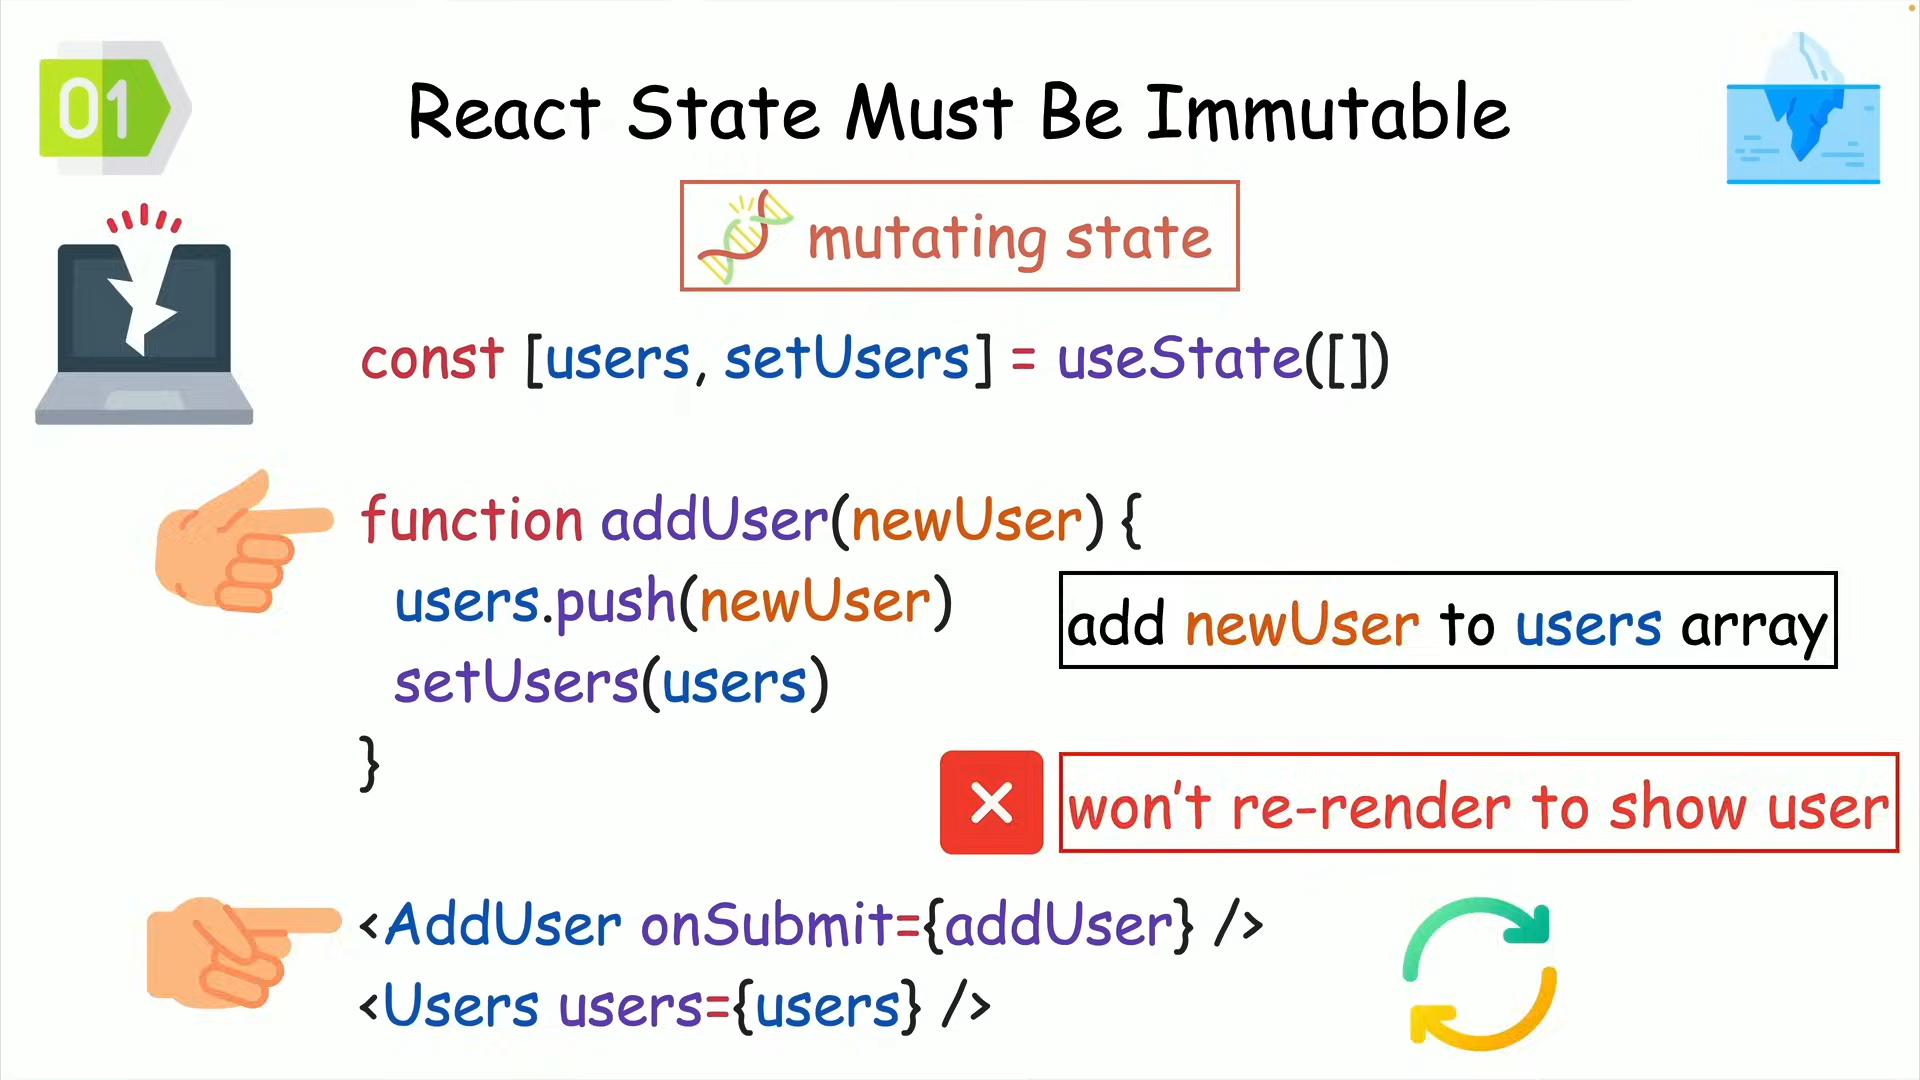 01
React State Must Be Immutable
mutating state
const [users, setUsers] = useState([])
function addUser(newUser) {
users.push(newUser)
add newUser to users array
setUsers(users)
}
won't re-render to show user
<AddUser onSubmit={addUser} />
<Users users={users} />